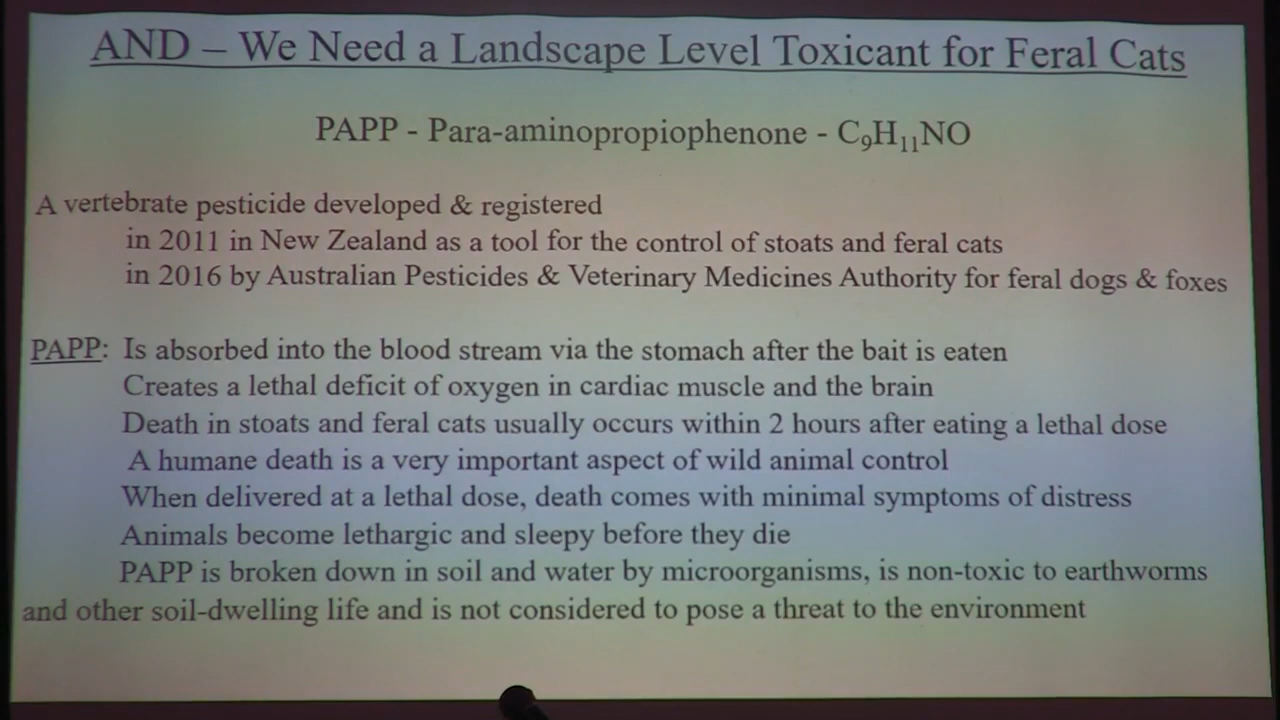 AND – We Need a Landscape Level Toxicant for Feral Cats
PAPP - Para-aminopropiophenone - C₉H₁₁NO
A vertebrate pesticide developed & registered
in 2011 in New Zealand as a tool for the control of stoats and feral cats
in 2016 by Australian Pesticides & Veterinary Medicines Authority for feral dogs & foxes
PAPP: Is absorbed into the blood stream via the stomach after the bait is eaten
Creates a lethal deficit of oxygen in cardiac muscle and the brain
Death in stoats and feral cats usually occurs within 2 hours after eating a lethal dose
A humane death is a very important aspect of wild animal control
When delivered at a lethal dose, death comes with minimal symptoms of distress
Animals become lethargic and sleepy before they die
PAPP is broken down in soil and water by microorganisms, is non-toxic to earthworms
and other soil-dwelling life and is not considered to pose a threat to the environment